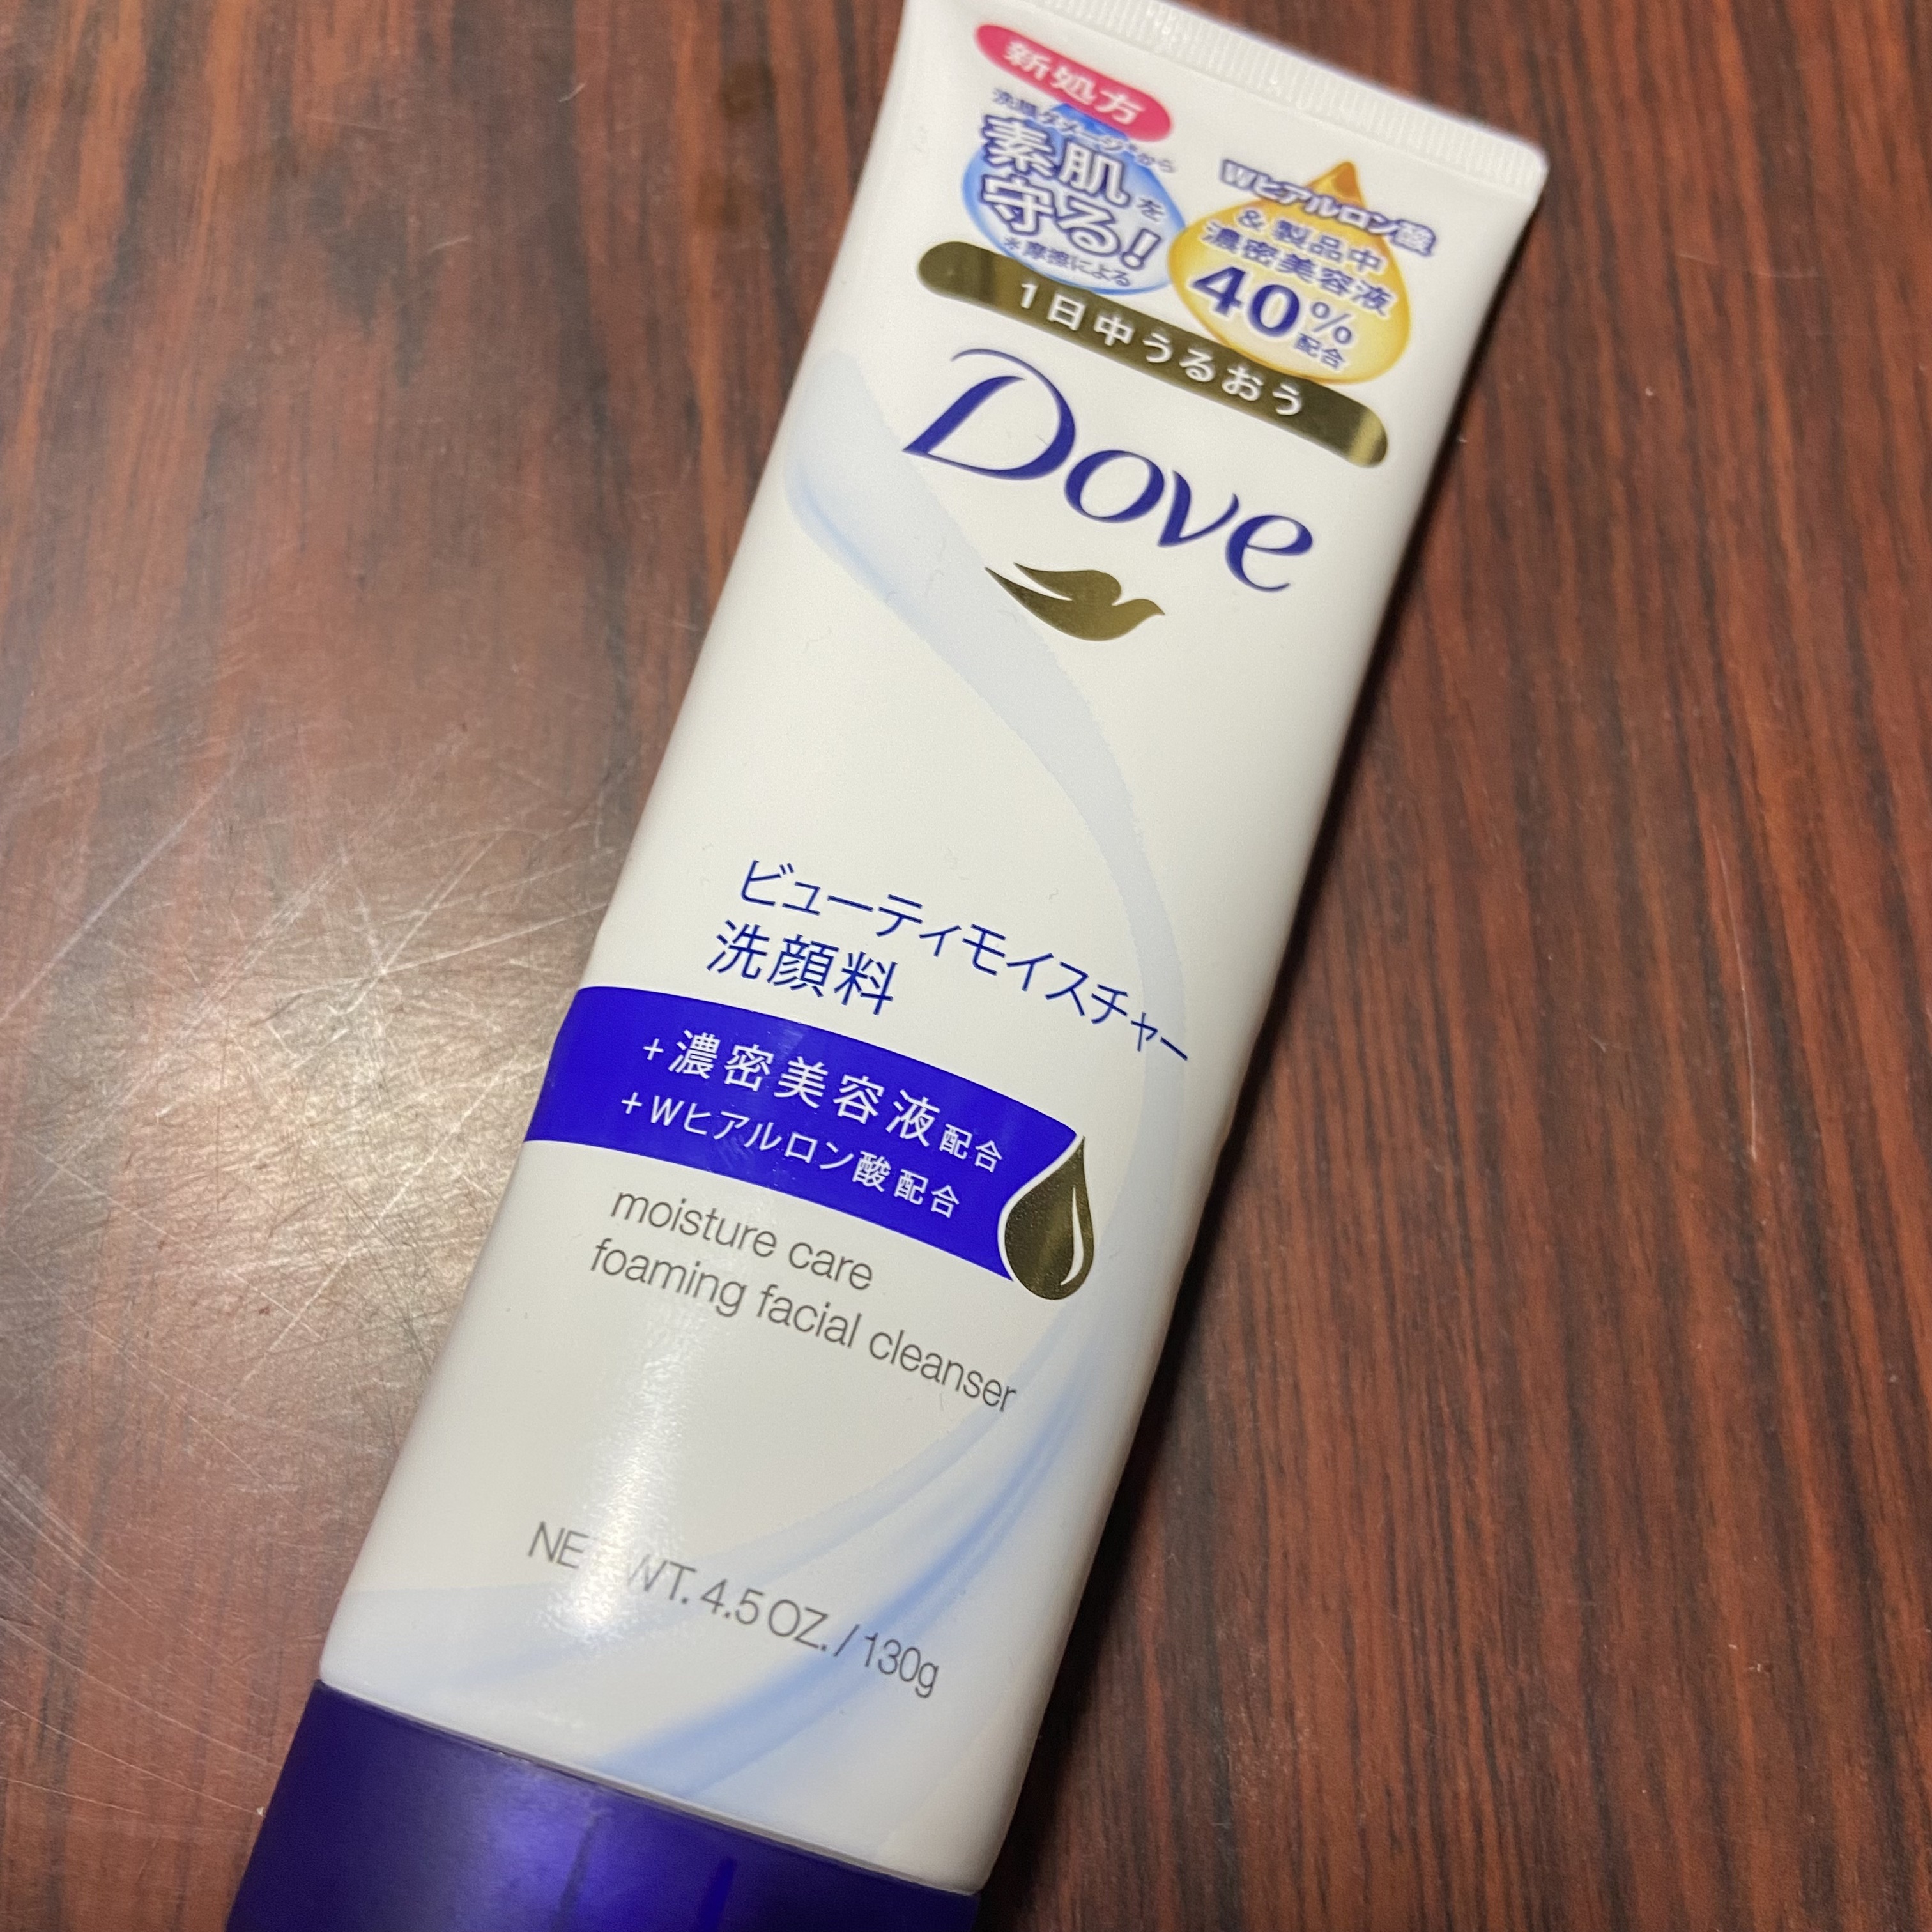 新処方
洗顔ダメージ*から
素肌を
守る!
*摩擦による
Wヒアルロン酸
& 製品中
濃密美容液
40%
配合
1日中うるおう
Dove
ビューティモイスチャー
洗顔料
+濃密美容液配合
+Wヒアルロン酸配合
moisture care
foaming facial cleanser
NET WT. 4.5 OZ. / 130g